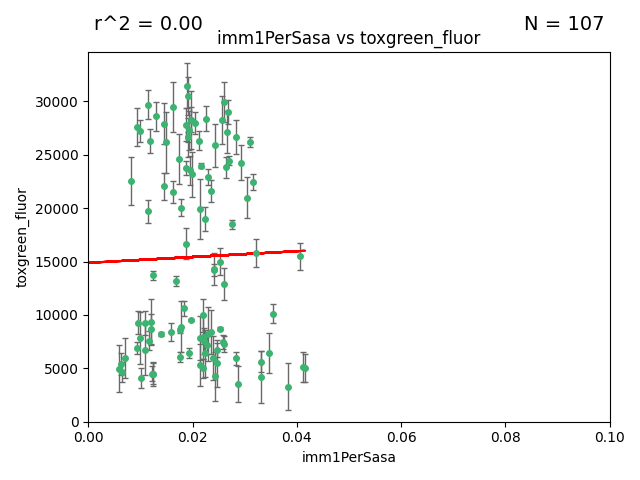 r^2 = 0.00
N = 107
imm1PerSasa vs toxgreen_fluor
toxgreen_fluor
30000
25000
20000
15000
10000
5000
0
0.00
0.02
0.04
0.06
0.08
0.10
imm1PerSasa